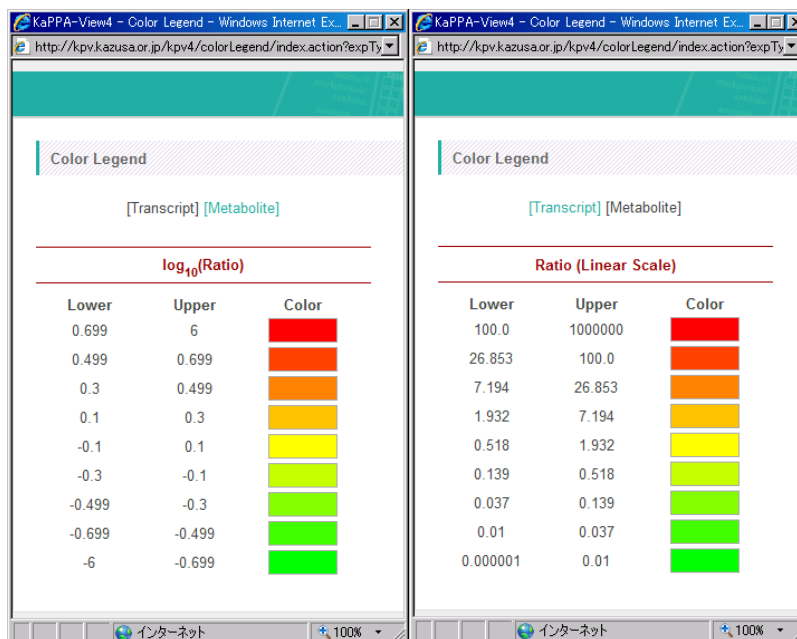 KaPPA-View4 - Color Legend - Windows Internet Ex...
http://kpv.kazusa.or.jp/kpv4/colorLegend/index.action?expTy
Color Legend
[Transcript] [Metabolite]
log10(Ratio)
Lower Upper Color
0.699 6
0.499 0.699
0.3 0.499
0.1 0.3
-0.1 0.1
-0.3 -0.1
-0.499 -0.3
-0.699 -0.499
-6 -0.699
インターネット 100%
KaPPA-View4 - Color Legend - Windows Internet Ex...
http://kpv.kazusa.or.jp/kpv4/colorLegend/index.action?expTy
Color Legend
[Transcript] [Metabolite]
Ratio (Linear Scale)
Lower Upper Color
100.0 1000000
26.853 100.0
7.194 26.853
1.932 7.194
0.518 1.932
0.139 0.518
0.037 0.139
0.01 0.037
0.000001 0.01
インターネット 100%